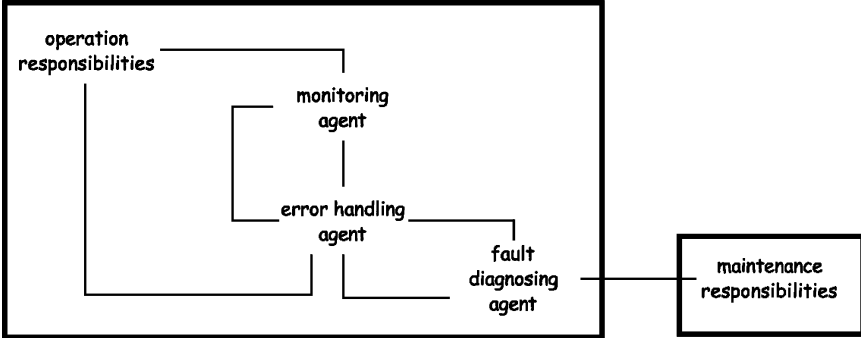 operation
responsibilities
monitoring
agent
error handling
agent
fault
diagnosing
agent
maintenance
responsibilities